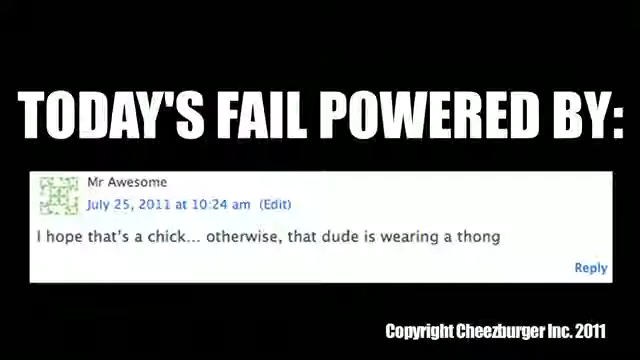 TODAY'S FAIL POWERED BY:
Mr Awesome
July 25, 2011 at 10:24 am (Edit)
I hope that's a chick... otherwise, that dude is wearing a thong
Reply
Copyright Cheezburger Inc. 2011